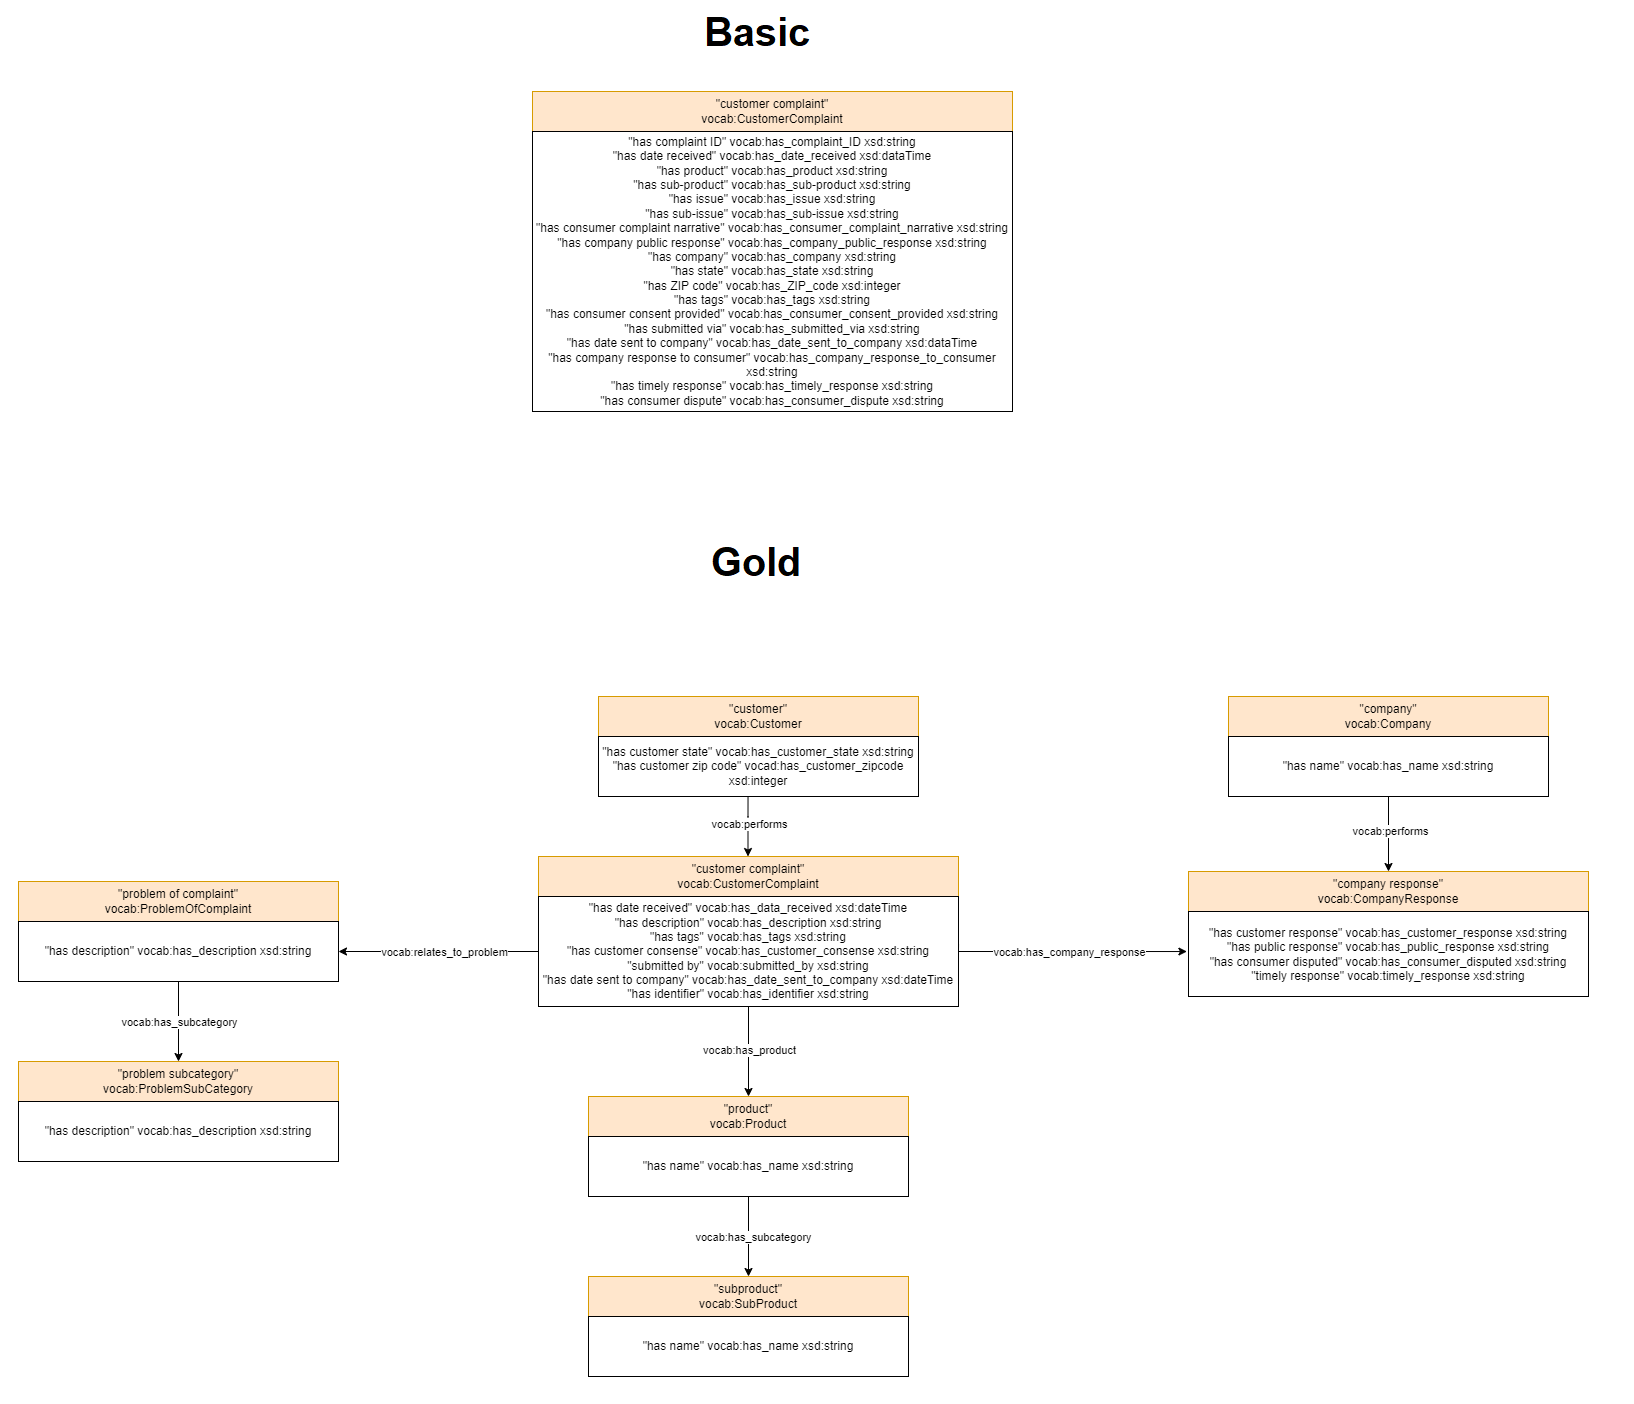 Basic
"customer complaint"
vocab:CustomerComplaint
"has complaint ID" vocab:has_complaint_ID xsd:string
"has date received" vocab:has_date_received xsd:dataTime
"has product" vocab:has_product xsd:string
"has sub-product" vocab:has_sub-product xsd:string
"has issue" vocab:has_issue xsd:string
"has sub-issue" vocab:has_sub-issue xsd:string
"has consumer complaint narrative" vocab:has_consumer_complaint_narrative xsd:string
"has company public response" vocab:has_company_public_response xsd:string
"has company" vocab:has_company xsd:string
"has state" vocab:has_state xsd:string
"has ZIP code" vocab:has_ZIP_code xsd:integer
"has tags" vocab:has_tags xsd:string
"has consumer consent provided" vocab:has_consumer_consent_provided xsd:string
"has submitted via" vocab:has_submitted_via xsd:string
"has date sent to company" vocab:has_date_sent_to_company xsd:dataTime
"has company response to consumer" vocab:has_company_response_to_consumer
xsd:string
"has timely response" vocab:has_timely_response xsd:string
"has consumer dispute" vocab:has_consumer_dispute xsd:string
Gold
"customer"
vocab:Customer
"has customer state" vocab:has_customer_state xsd:string
"has customer zip code" vocad:has_customer_zipcode
xsd:integer
vocab:performs
"company"
vocab:Company
"has name" vocab:has_name xsd:string
vocab:performs
"customer complaint"
vocab:CustomerComplaint
"has date received" vocab:has_data_received xsd:dateTime
"has description" vocab:has_description xsd:string
"has tags" vocab:has_tags xsd:string
"has customer consense" vocab:has_customer_consense xsd:string
"submitted by" vocab:submitted_by xsd:string
"has date sent to company" vocab:has_date_sent_to_company xsd:dateTime
"has identifier" vocab:has_identifier xsd:string
vocab:relates_to_problem
vocab:has_company_response
"problem of complaint"
vocab:ProblemOfComplaint
"has description" vocab:has_description xsd:string
vocab:has_subcategory
"problem subcategory"
vocab:ProblemSubCategory
"has description" vocab:has_description xsd:string
"company response"
vocab:CompanyResponse
"has customer response" vocab:has_customer_response xsd:string
"has public response" vocab:has_public_response xsd:string
"has consumer disputed" vocab:has_consumer_disputed xsd:string
"timely response" vocab:timely_response xsd:string
vocab:has_product
"product"
vocab:Product
"has name" vocab:has_name xsd:string
vocab:has_subcategory
"subproduct"
vocab:SubProduct
"has name" vocab:has_name xsd:string